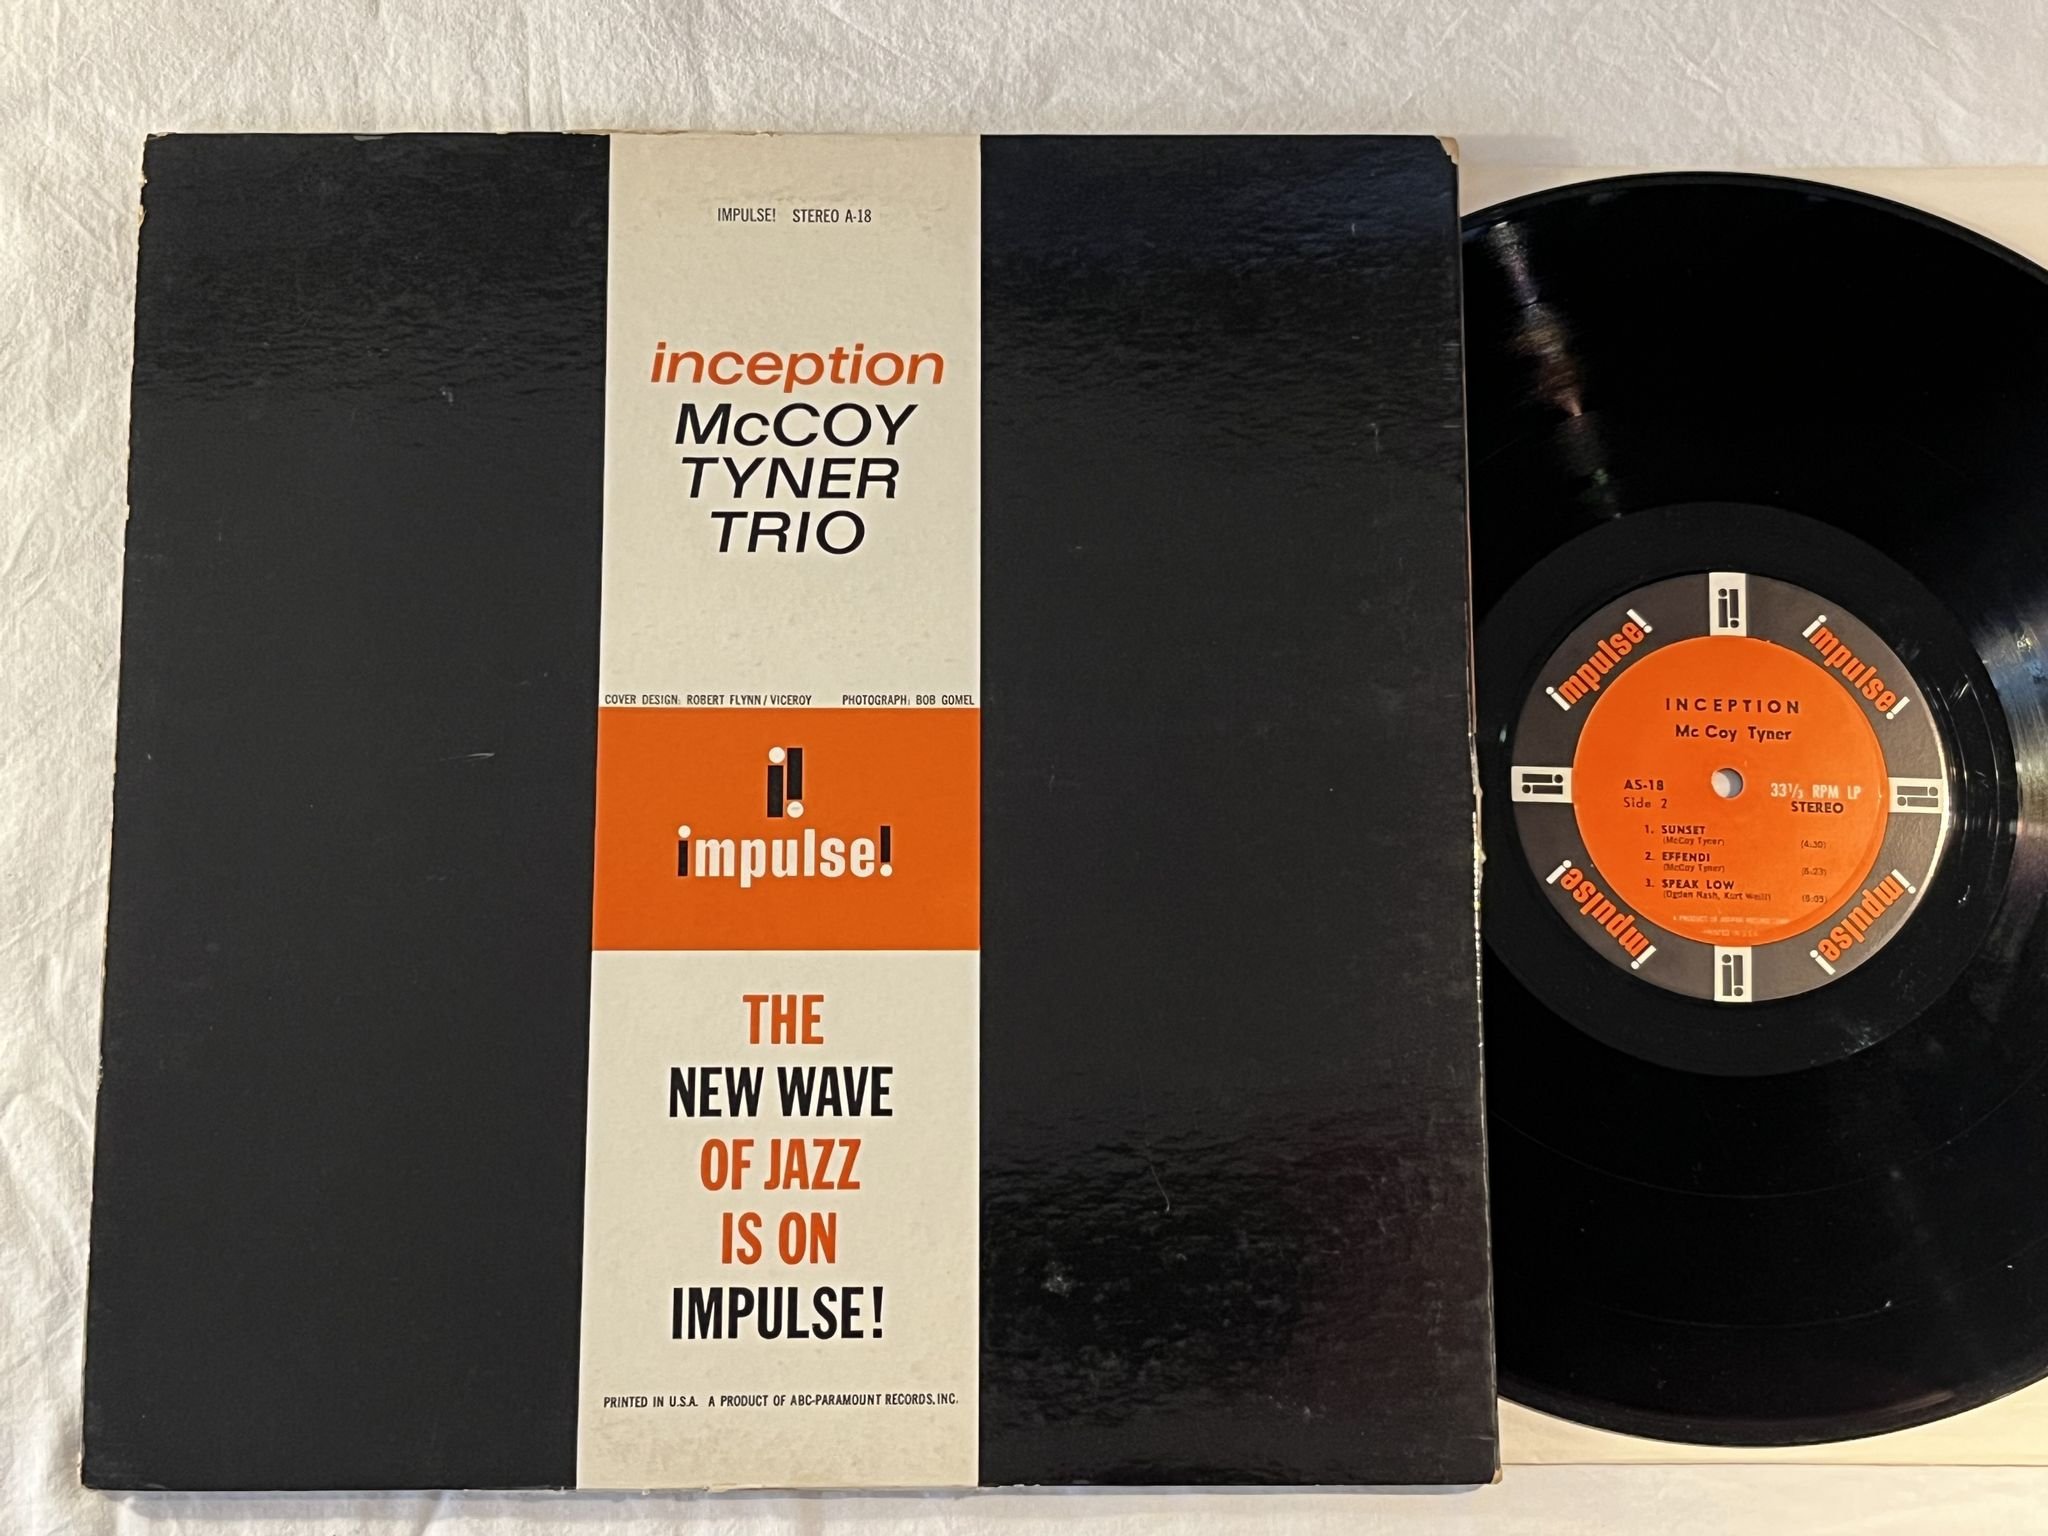 IMPULSE! STEREO A-18
inception
McCOY
TYNER
TRIO
COVER DESIGN: ROBERT FLYNN/VICEROY PHOTOGRAPH: BOB GOMEL
i!
impulse!
THE
NEW WAVE
OF JAZZ
IS ON
IMPULSE!
PRINTED IN U.S.A. A PRODUCT OF ABC-PARAMOUNT RECORDS, INC.
i!
impulse!
impulse!
i!
i!
impulse!
impulse!
i!
INCEPTION
Mc Coy Tyner
AS-18 33⅓ RPM LP
Side 2 STEREO
1. SUNSET
(McCoy Tyner) (4:30)
2. EFFENDI
(McCoy Tyner)
3. SPEAK LOW
(Ogden Nash, Kurt Weill)
PRINTED IN U.S.A.